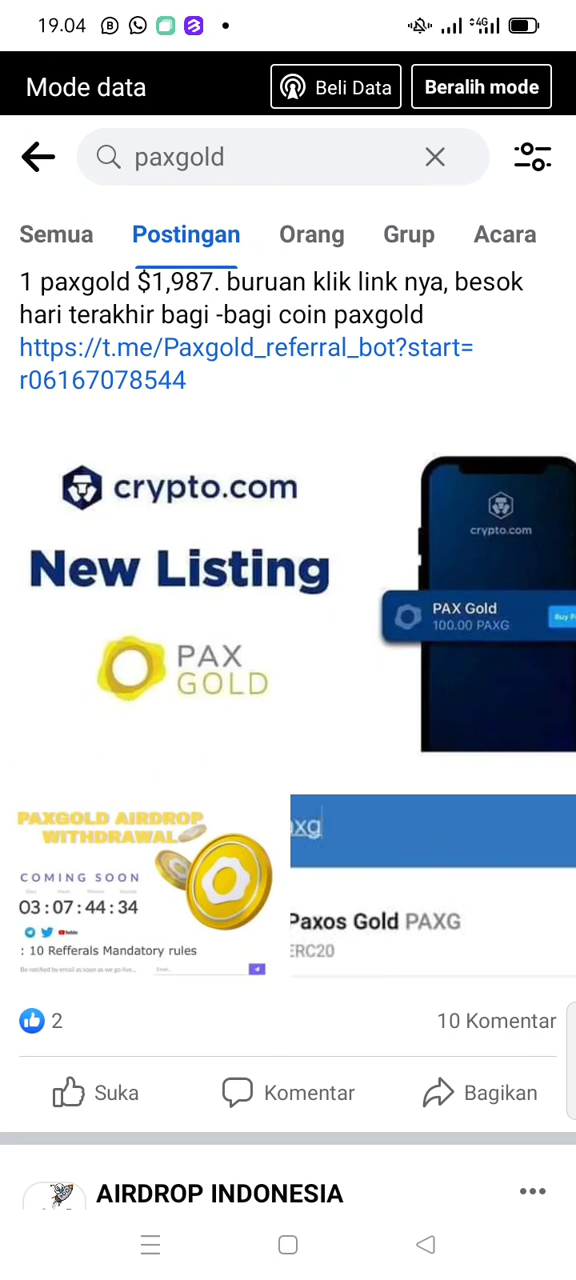 19.04
4G
Mode data
Beli Data
Beralih mode
paxgold
Semua Postingan Orang Grup Acara
1 paxgold $1,987. buruan klik link nya, besok
hari terakhir bagi -bagi coin paxgold
https://t.me/Paxgold_referral_bot?start=
r06167078544
crypto.com
New Listing
PAX
GOLD
crypto.com
PAX Gold
100.00 PAXG
Buy P
PAXGOLD AIRDROP
WITHDRAWAL
COMING SOON
03:07:44:34
: 10 Refferals Mandatory rules
Be notified by email as soon as we go live...
xg
Paxos Gold PAXG
ERC20
2
10 Komentar
Suka
Komentar
Bagikan
AIRDROP INDONESIA